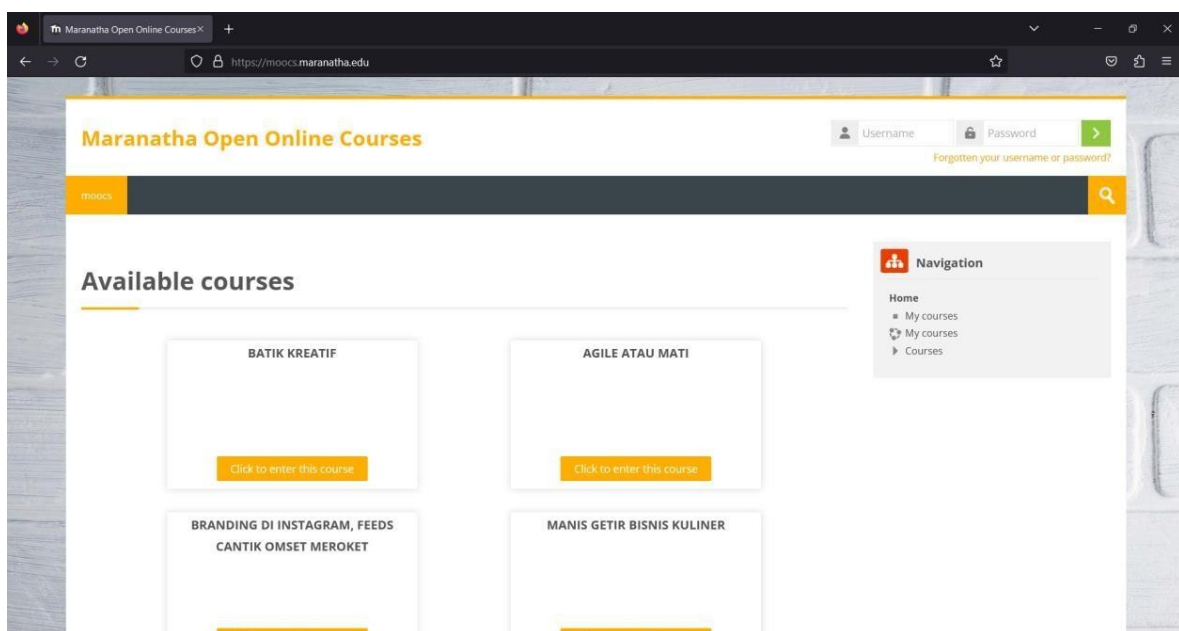 Maranatha Open Online Courses
https://moocs.maranatha.edu
Maranatha Open Online Courses
Username
Password
Forgotten your username or password?
moocs
Available courses
Navigation
Home
My courses
My courses
Courses
BATIK KREATIF
Click to enter this course
AGILE ATAU MATI
Click to enter this course
BRANDING DI INSTAGRAM, FEEDS
CANTIK OMSET MEROKET
MANIS GETIR BISNIS KULINER